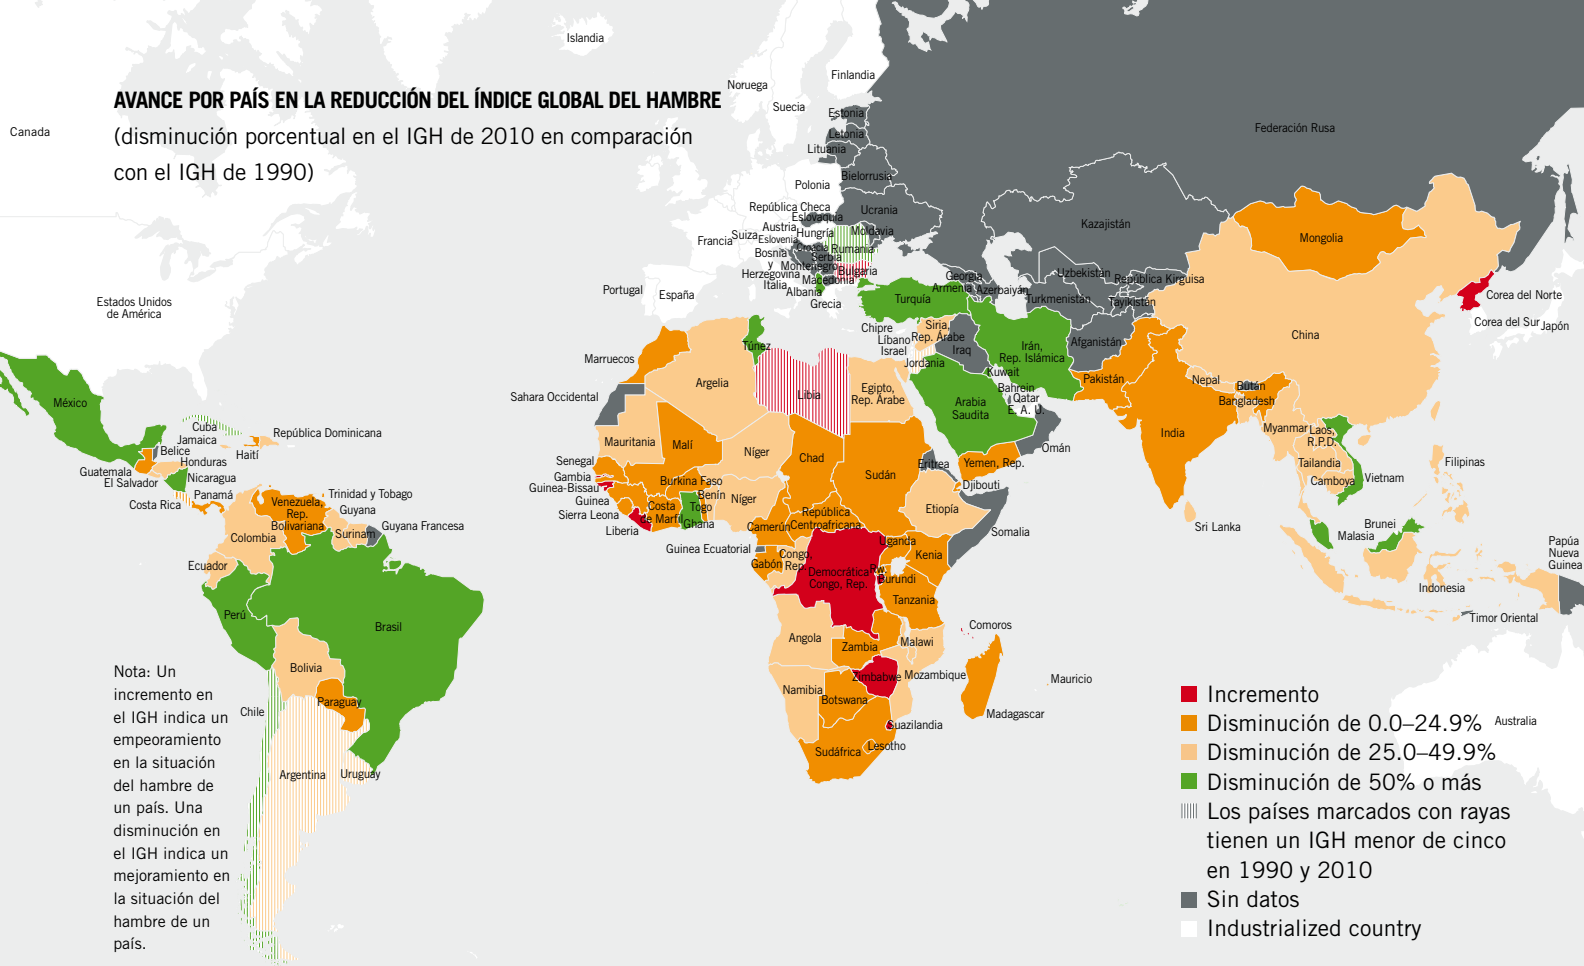 AVANCE POR PAÍS EN LA REDUCCIÓN DEL ÍNDICE GLOBAL DEL HAMBRE
(disminución porcentual en el IGH de 2010 en comparación
con el IGH de 1990)
Islandia
Noruega
Finlandia
Suecia
Canada
Estonia
Letonia
Lituania
Federación Rusa
Bielorrusia
Polonia
República Checa
Eslovaquia
Ucrania
Kazajistán
Austria
Hungría
Moldavia
Francia
Suiza
Eslovenia
Croacia
Rumania
Mongolia
Bosnia
y
Herzegovina
Serbia
Montenegro
Bulgaria
Italia
Macedonia
Albania
Grecia
Georgia
Armenia
Azerbaiyán
Uzbekistán
República Kirguisa
Turkmenistán
Tayikistán
Portugal
España
Turquía
Estados Unidos
de América
Corea del Norte
Corea del Sur
Japón
China
Chipre
Líbano
Israel
Siria,
Rep. Árabe
Iraq
Irán,
Rep. Islámica
Afganistán
Jordania
Kuwait
Túnez
Marruecos
Argelia
Libia
Egipto,
Rep. Árabe
Bahrein
Qatar
E. A. U.
Pakistán
Nepal
Bután
Bangladesh
Sahara Occidental
Arabia
Saudita
Omán
India
Myanmar
Laos,
R.P.D.
México
Cuba
Jamaica
República Dominicana
Belice
Haití
Honduras
Guatemala
El Salvador
Nicaragua
Costa Rica
Panamá
Mauritania
Malí
Níger
Chad
Sudán
Eritrea
Yemen, Rep.
Djibouti
Tailandia
Camboya
Vietnam
Filipinas
Senegal
Gambia
Guinea-Bissau
Guinea
Sierra Leona
Liberia
Burkina Faso
Benín
Togo
Ghana
Costa
de Marfil
Níger
Etiopía
Somalia
Sri Lanka
Brunei
Malasia
Venezuela,
Rep.
Bolivariana
Trinidad y Tobago
Guyana
Surinam
Guyana Francesa
Colombia
Ecuador
Camerún
República
Centroafricana
Guinea Ecuatorial
Gabón
Congo,
Rep.
Democrática
Congo, Rep.
Uganda
Kenia
Rw.
Burundi
Tanzania
Indonesia
Papúa
Nueva
Guinea
Timor Oriental
Perú
Brasil
Bolivia
Paraguay
Chile
Argentina
Uruguay
Angola
Zambia
Malawi
Comoros
Zimbabwe
Mozambique
Namibia
Botswana
Mauricio
Madagascar
Suazilandia
Lesotho
Sudáfrica
Australia
Nota: Un
incremento en
el IGH indica un
empeoramiento
en la situación
del hambre de
un país. Una
disminución en
el IGH indica un
mejoramiento en
la situación del
hambre de un
país.
Incremento
Disminución de 0.0–24.9%
Disminución de 25.0–49.9%
Disminución de 50% o más
Los países marcados con rayas
tienen un IGH menor de cinco
en 1990 y 2010
Sin datos
Industrialized country